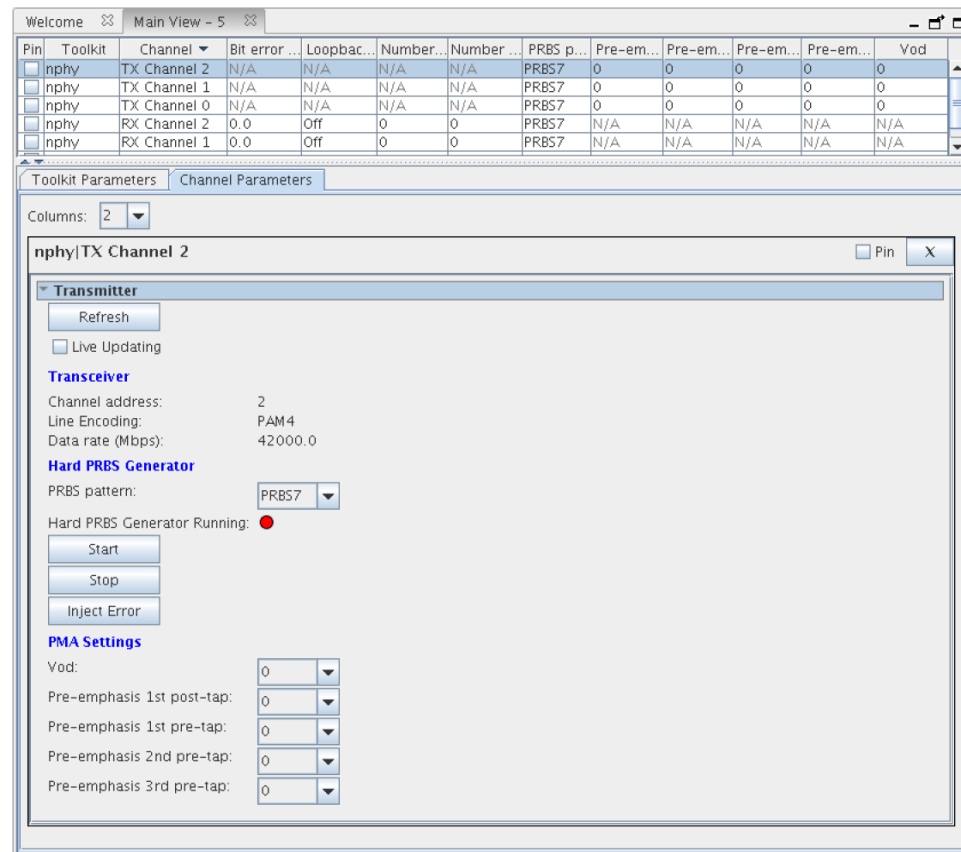 Welcome Main View – 5
Pin Toolkit Channel Bit error ... Loopbac... Number... Number ... PRBS p... Pre-em... Pre-em... Pre-em... Pre-em... Vod
nphy TX Channel 2 N/A N/A N/A N/A PRBS7 0 0 0 0 0
nphy TX Channel 1 N/A N/A N/A N/A PRBS7 0 0 0 0 0
nphy TX Channel 0 N/A N/A N/A N/A PRBS7 0 0 0 0 0
nphy RX Channel 2 0.0 Off 0 0 PRBS7 N/A N/A N/A N/A N/A
nphy RX Channel 1 0.0 Off 0 0 PRBS7 N/A N/A N/A N/A N/A
Toolkit Parameters Channel Parameters
Columns: 2
nphy|TX Channel 2 Pin X
Transmitter
Refresh
Live Updating
Transceiver
Channel address: 2
Line Encoding: PAM4
Data rate (Mbps): 42000.0
Hard PRBS Generator
PRBS pattern: PRBS7
Hard PRBS Generator Running:
Start
Stop
Inject Error
PMA Settings
Vod: 0
Pre-emphasis 1st post-tap: 0
Pre-emphasis 1st pre-tap: 0
Pre-emphasis 2nd pre-tap: 0
Pre-emphasis 3rd pre-tap: 0